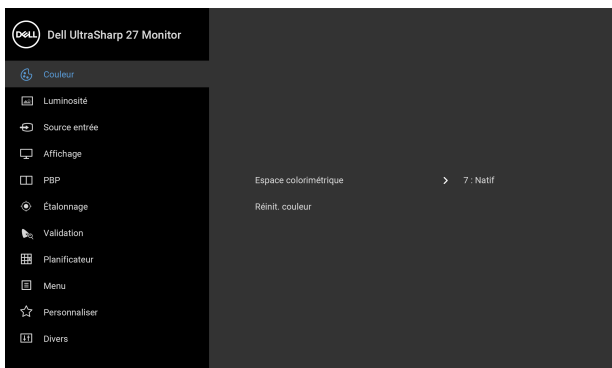 DELL Dell UltraSharp 27 Monitor
Couleur
Luminosité
Source entrée
Affichage
PBP
Espace colorimétrique 7 : Natif
Étalonnage
Réinit. couleur
Validation
Planificateur
Menu
Personnaliser
Divers